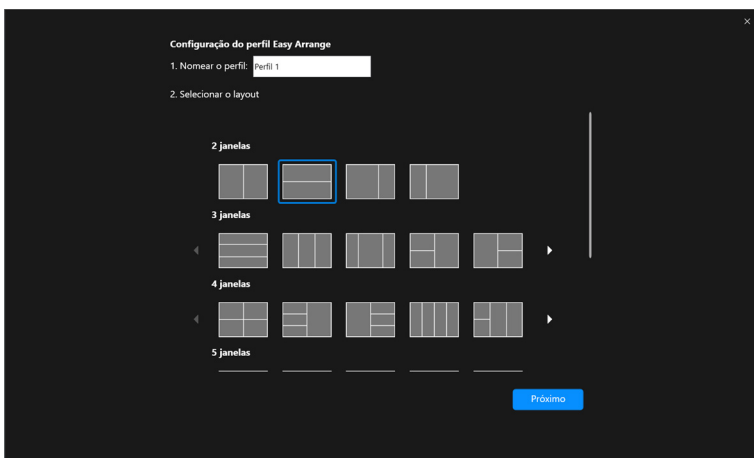 Configuração do perfil Easy Arrange
1. Nomear o perfil: Perfil 1
2. Selecionar o layout
2 janelas
3 janelas
4 janelas
5 janelas
Próximo